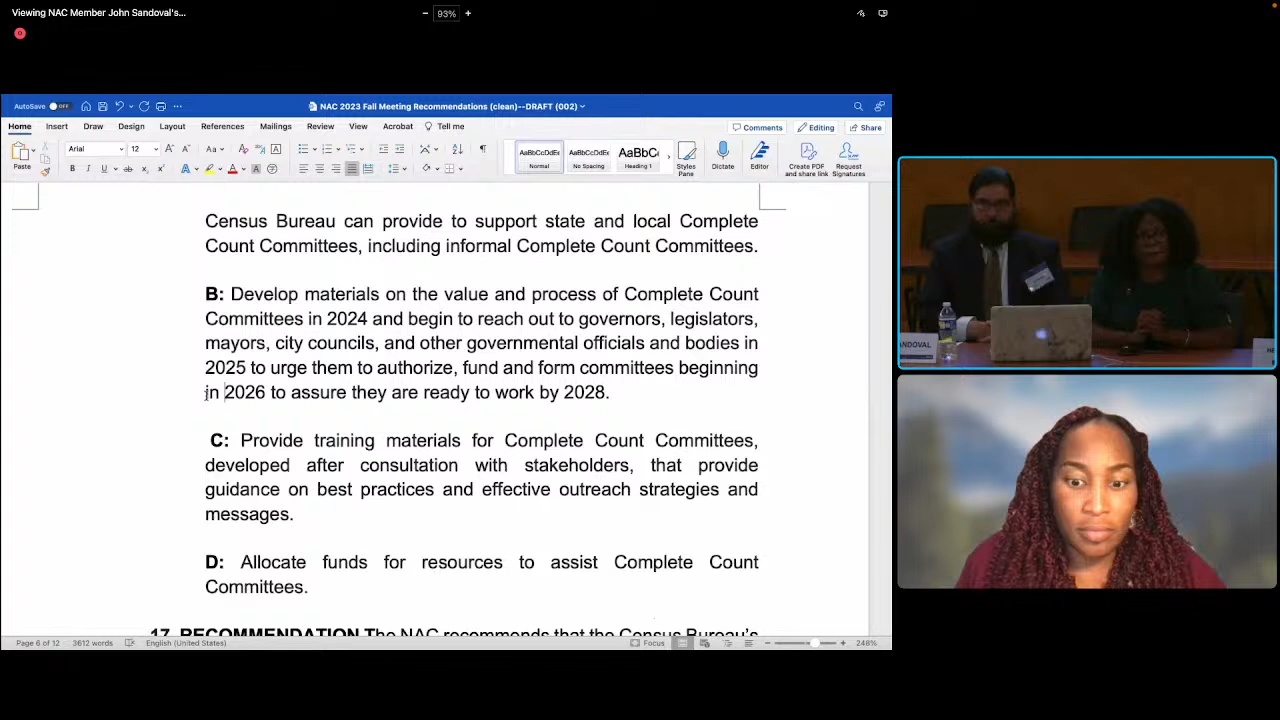 Viewing NAC Member John Sandoval's...
− 93% +
AutoSave OFF
NAC 2023 Fall Meeting Recommendations (clean)--DRAFT (002)
Home Insert Draw Design Layout References Mailings Review View Acrobat Tell me
Comments Editing Share
Paste
Arial 12
AaBbCcDdEe AaBbCcDdEe AaBbCc
Normal No Spacing Heading 1
Styles Pane
Dictate
Editor
Create PDF and share link
Request Signatures
Census Bureau can provide to support state and local Complete
Count Committees, including informal Complete Count Committees.
B: Develop materials on the value and process of Complete Count
Committees in 2024 and begin to reach out to governors, legislators,
mayors, city councils, and other governmental officials and bodies in
2025 to urge them to authorize, fund and form committees beginning
in 2026 to assure they are ready to work by 2028.
C: Provide training materials for Complete Count Committees,
developed after consultation with stakeholders, that provide
guidance on best practices and effective outreach strategies and
messages.
D: Allocate funds for resources to assist Complete Count
Committees.
17. RECOMMENDATION The NAC recommends that the Census Bureau's
Page 6 of 12 3612 words English (United States) Focus 248%
SANDOVAL